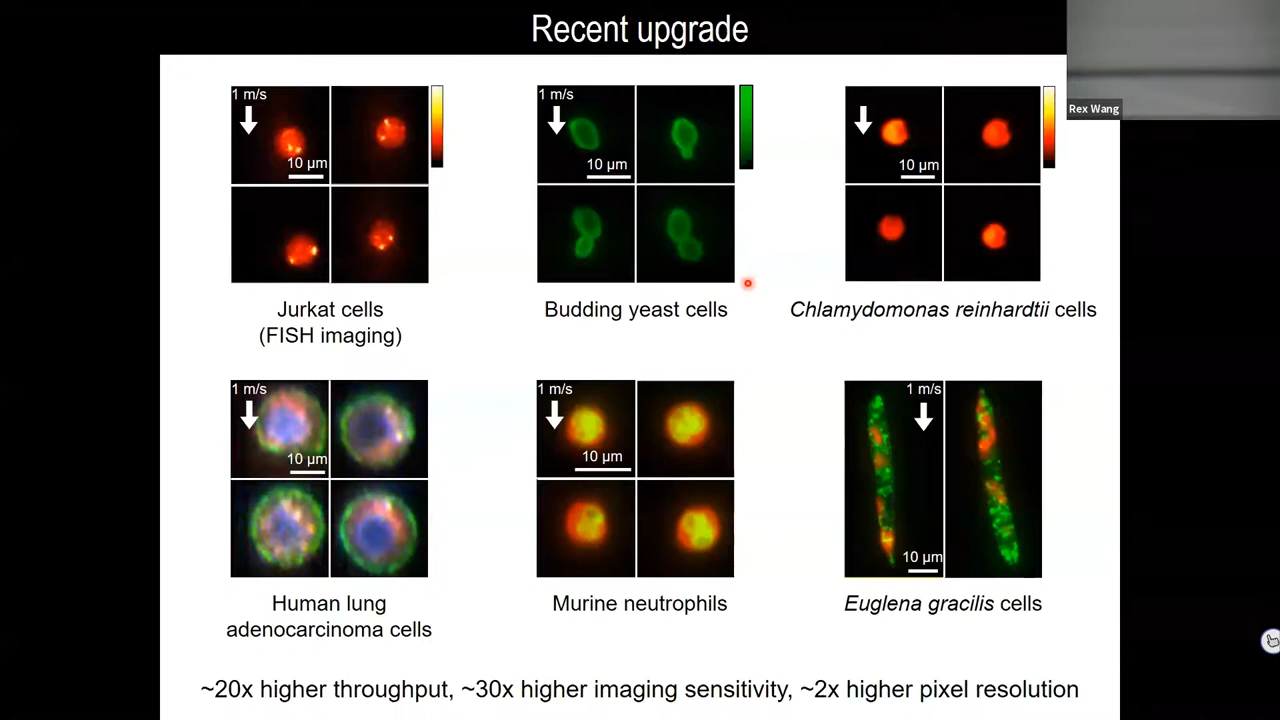 Recent upgrade
Rex Wang
1 m/s
10 µm
Jurkat cells
(FISH imaging)
1 m/s
10 µm
Budding yeast cells
10 µm
Chlamydomonas reinhardtii cells
1 m/s
10 µm
Human lung
adenocarcinoma cells
1 m/s
10 µm
Murine neutrophils
1 m/s
10 µm
Euglena gracilis cells
~20x higher throughput, ~30x higher imaging sensitivity, ~2x higher pixel resolution